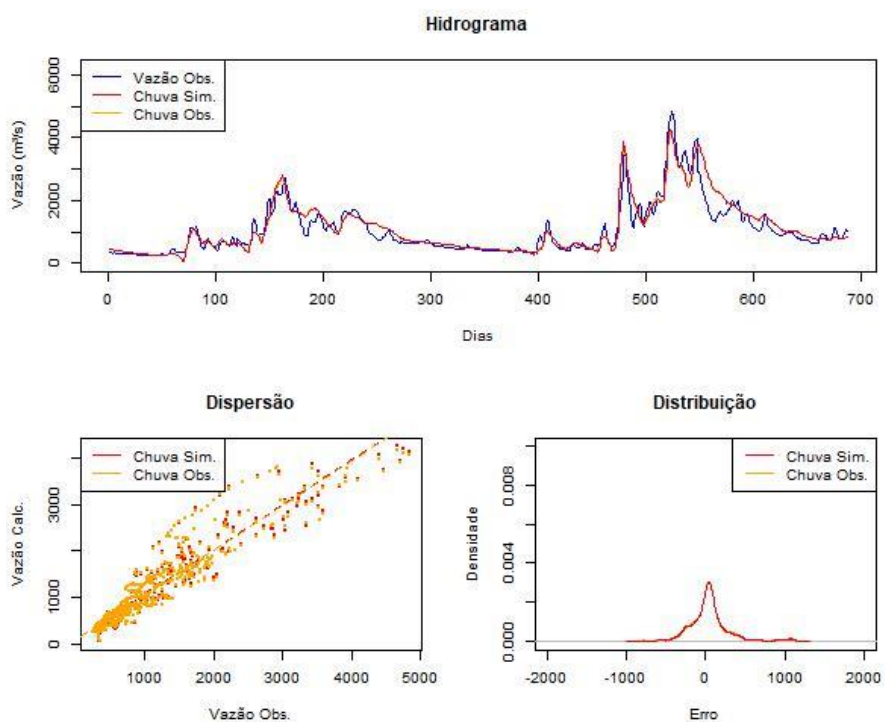 Hidrograma
Vazão (m³/s)
6000
4000
2000
0
Vazão Obs.
Chuva Sim.
Chuva Obs.
0 100 200 300 400 500 600 700
Dias
Dispersão
Vazão Calc.
3000
1000
0
Chuva Sim.
Chuva Obs.
1000 2000 3000 4000 5000
Vazão Obs.
Distribuição
Densidade
0.008
0.004
0.000
Chuva Sim.
Chuva Obs.
-2000 -1000 0 1000 2000
Erro